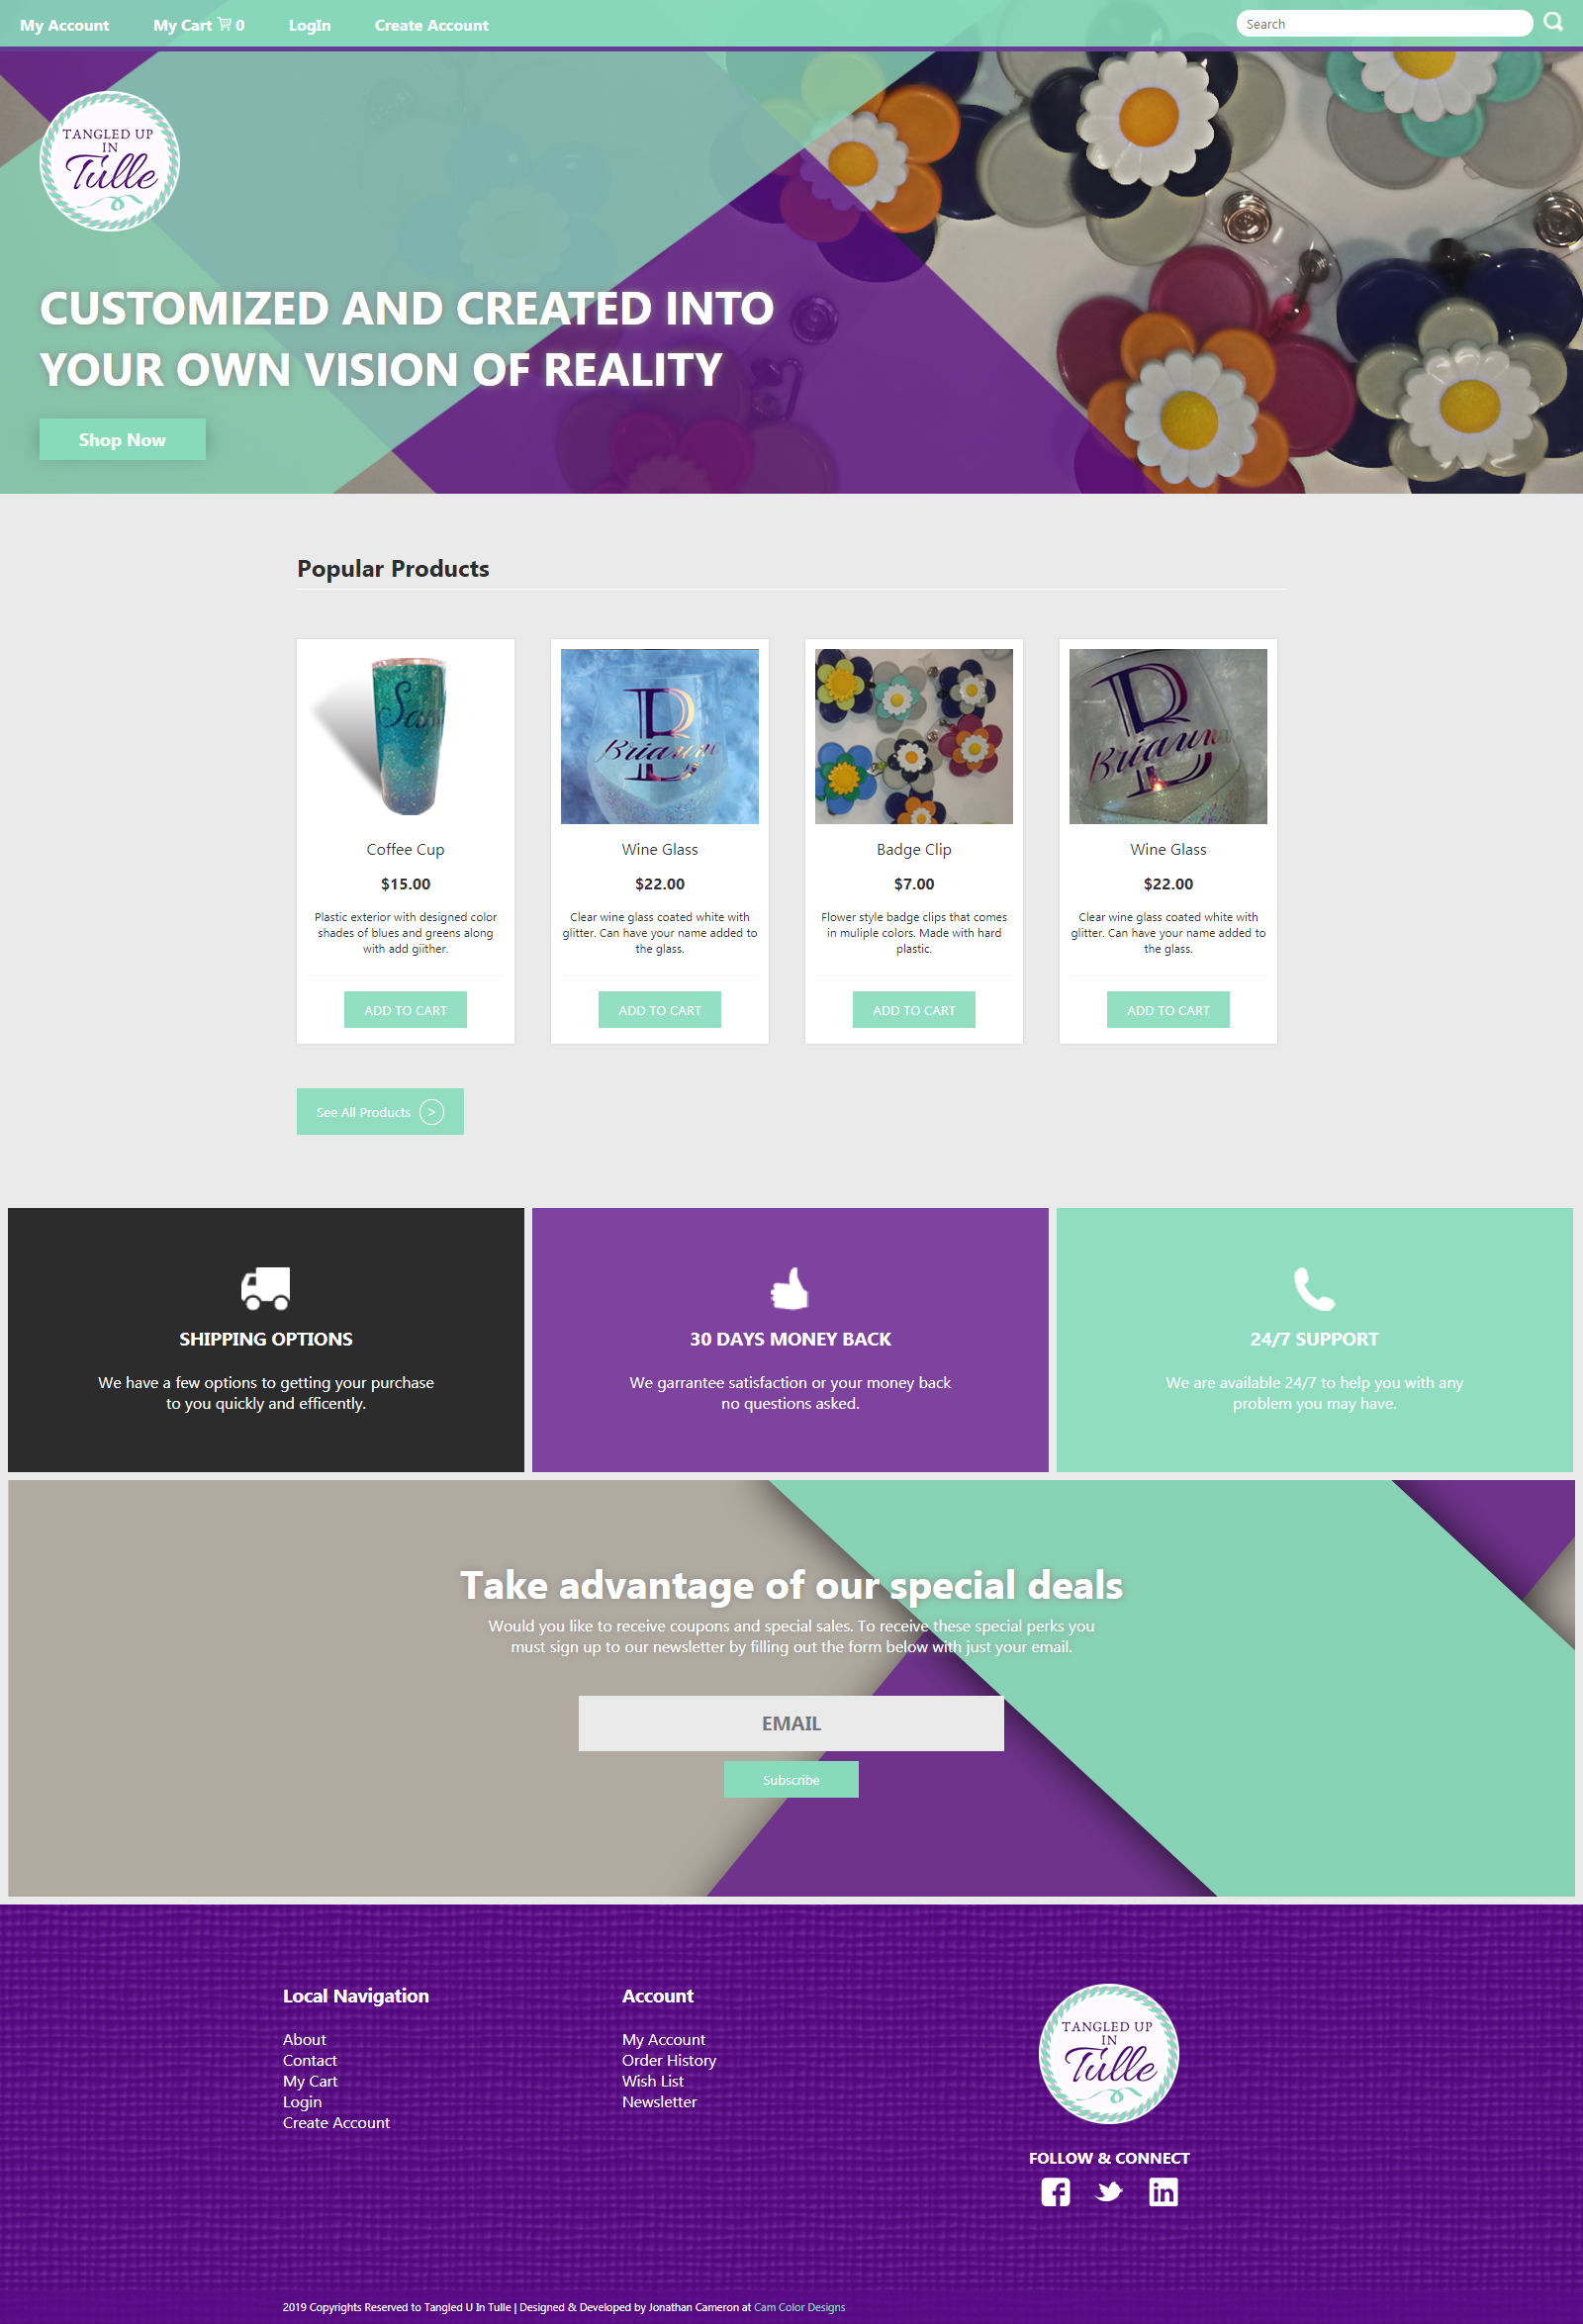 My Account
My Cart 0
LogIn
Create Account
Search
TANGLED UP
IN
Tulle
CUSTOMIZED AND CREATED INTO
YOUR OWN VISION OF REALITY
Shop Now
Popular Products
B
Brianna
B
Brianna
Coffee Cup
$15.00
Plastic exterior with designed color
shades of blues and greens along
with add giither.
ADD TO CART
Wine Glass
$22.00
Clear wine glass coated white with
glitter. Can have your name added to
the glass.
ADD TO CART
Badge Clip
$7.00
Flower style badge clips that comes
in muliple colors. Made with hard
plastic.
ADD TO CART
Wine Glass
$22.00
Clear wine glass coated white with
glitter. Can have your name added to
the glass.
ADD TO CART
See All Products >
SHIPPING OPTIONS
We have a few options to getting your purchase
to you quickly and efficently.
30 DAYS MONEY BACK
We garrantee satisfaction or your money back
no questions asked.
24/7 SUPPORT
We are available 24/7 to help you with any
problem you may have.
Take advantage of our special deals
Would you like to receive coupons and special sales. To receive these special perks you
must sign up to our newsletter by filling out the form below with just your email.
EMAIL
Subscribe
Local Navigation
About
Contact
My Cart
Login
Create Account
Account
My Account
Order History
Wish List
Newsletter
TANGLED UP
IN
Tulle
FOLLOW & CONNECT
2019 Copyrights Reserved to Tangled U In Tulle | Designed & Developed by Jonathan Cameron at Cam Color Designs